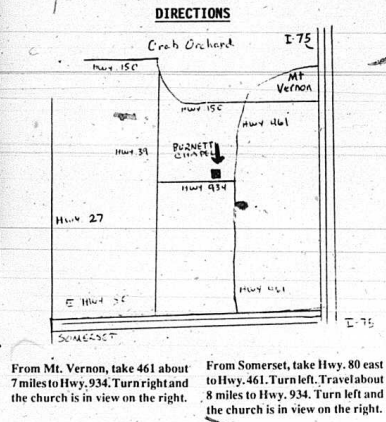 DIRECTIONS
Crab Orchard
I-75
Hwy. 150
Mt
Vernon
Hwy 150
Hwy 461
Hwy 39
BURNETT
CHAPEL
Hwy 934
Hwy. 27
Hwy 461
E Hwy
I-75
SOMERSET
From Mt. Vernon, take 461 about
7 miles to Hwy. 934. Turn right and
the church is in view on the right.
From Somerset, take Hwy. 80 east
to Hwy. 461. Turn left. Travel about
8 miles to Hwy. 934. Turn left and
the church is in view on the right.